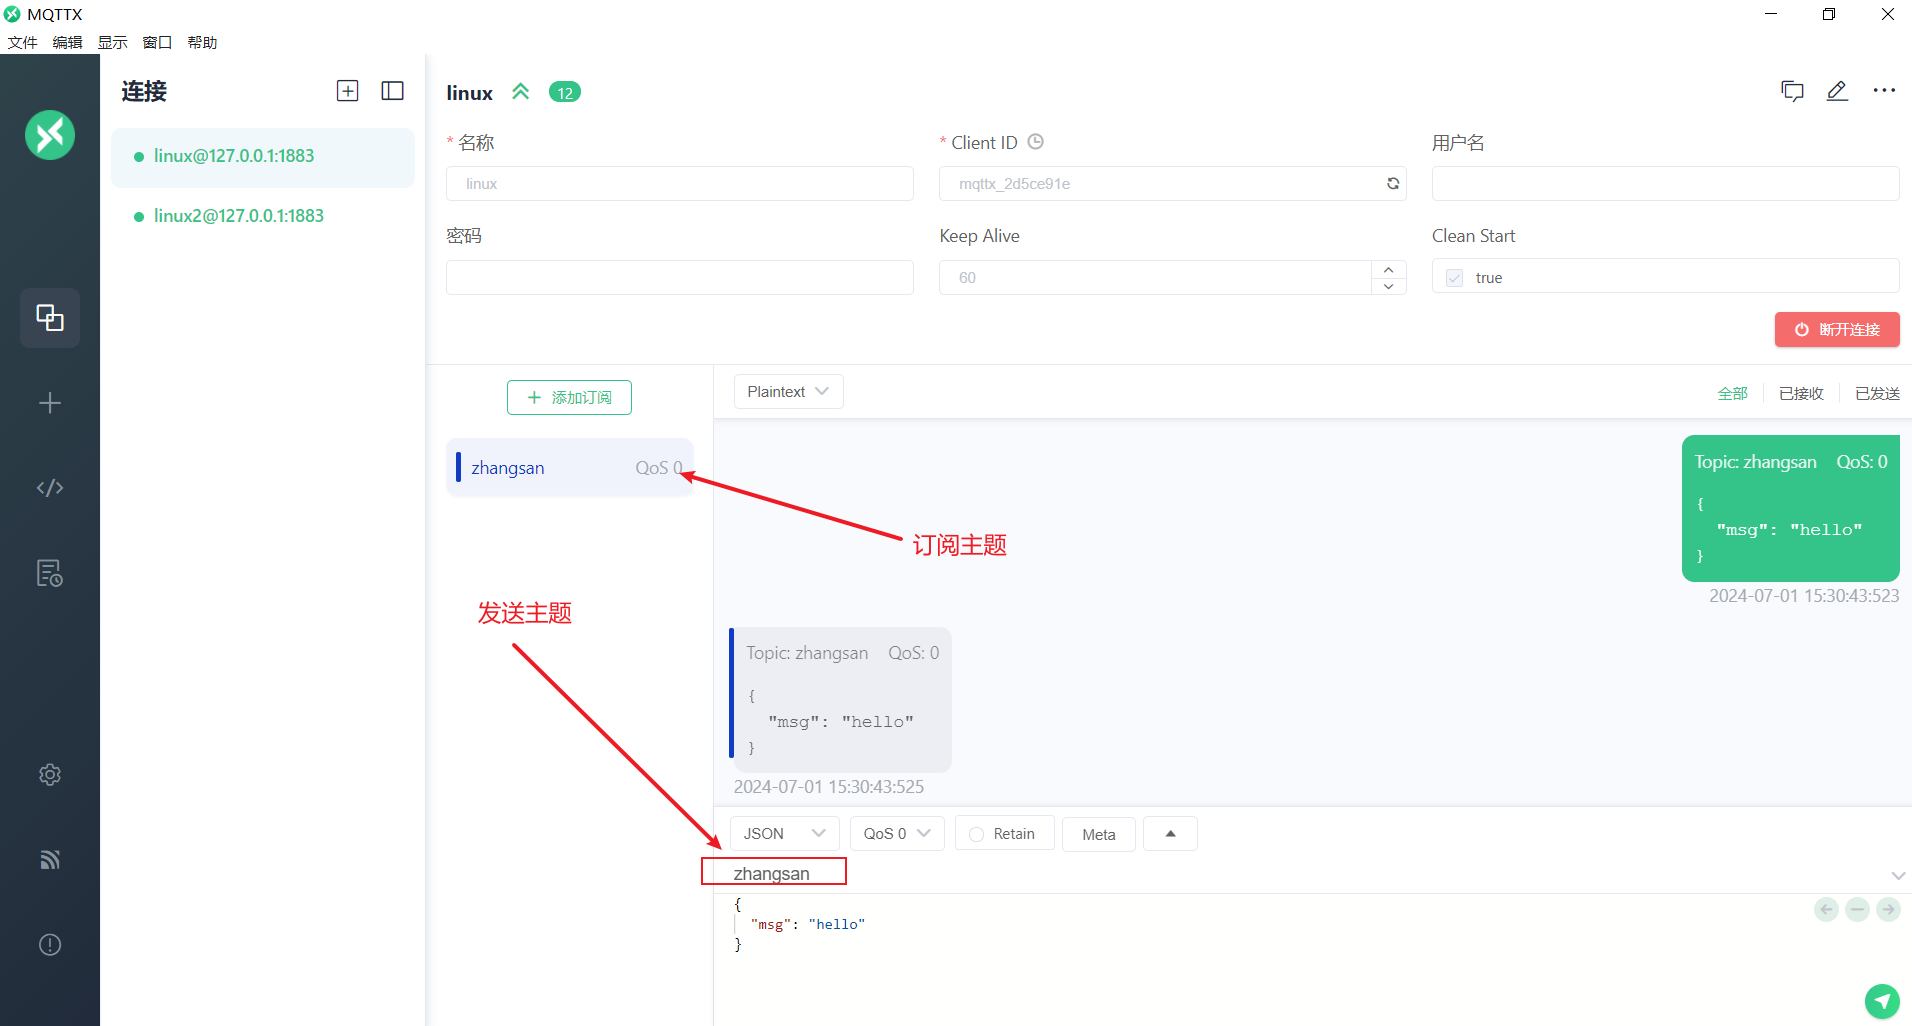 MQTTX
文件 编辑 显示 窗口 帮助
连接
linux@127.0.0.1:1883
linux2@127.0.0.1:1883
linux 12
* 名称
linux
* Client ID
mqttx_2d5ce91e
用户名
密码
Keep Alive
60
Clean Start
true
断开连接
添加订阅
zhangsan QoS 0
订阅主题
发送主题
Plaintext
全部 已接收 已发送
Topic: zhangsan QoS: 0
{
"msg": "hello"
}
2024-07-01 15:30:43:523
Topic: zhangsan QoS: 0
{
"msg": "hello"
}
2024-07-01 15:30:43:525
JSON QoS 0 Retain Meta
zhangsan
{
"msg": "hello"
}